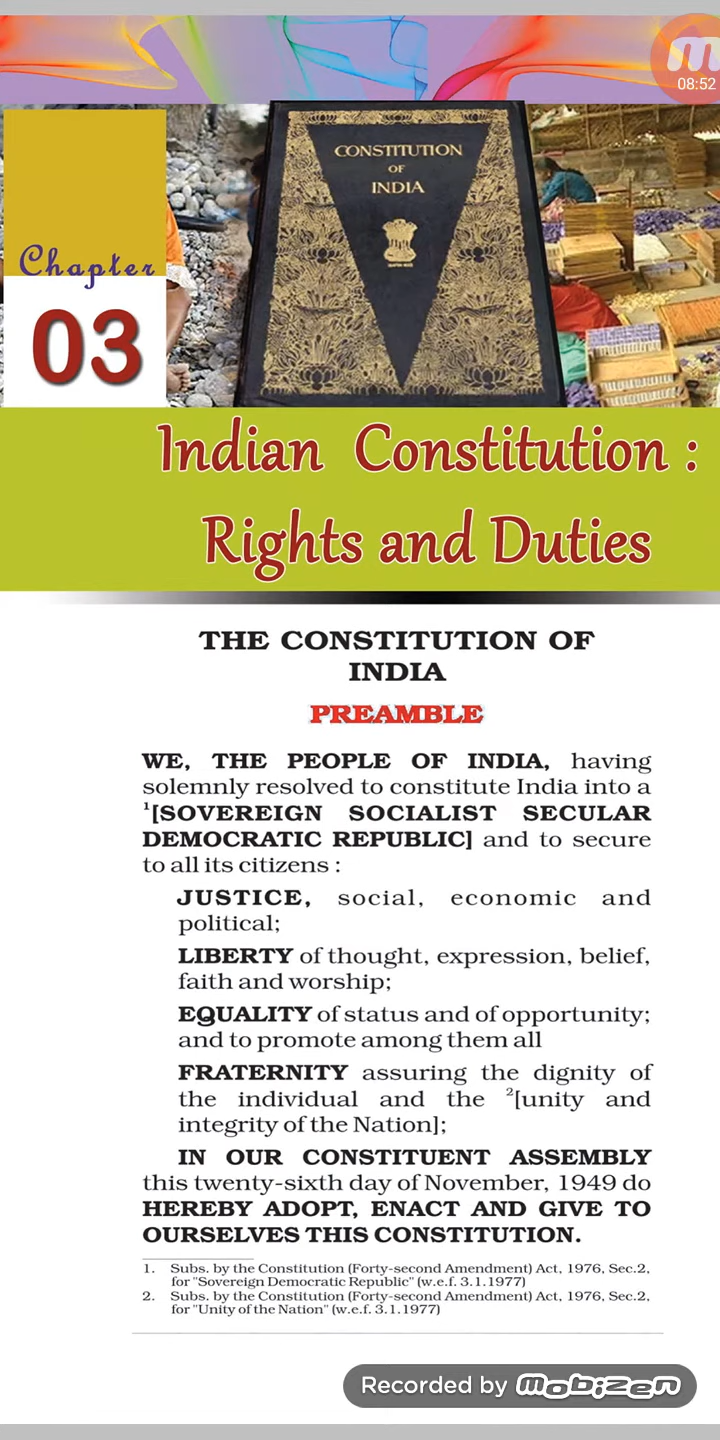 08:52
CONSTITUTION
OF
INDIA
Chapter
03
Indian Constitution :
Rights and Duties
THE CONSTITUTION OF
INDIA
PREAMBLE
WE, THE PEOPLE OF INDIA, having
solemnly resolved to constitute India into a
¹[SOVEREIGN SOCIALIST SECULAR
DEMOCRATIC REPUBLIC] and to secure
to all its citizens :
JUSTICE, social, economic and
political;
LIBERTY of thought, expression, belief,
faith and worship;
EQUALITY of status and of opportunity;
and to promote among them all
FRATERNITY assuring the dignity of
the individual and the ²[unity and
integrity of the Nation];
IN OUR CONSTITUENT ASSEMBLY
this twenty-sixth day of November, 1949 do
HEREBY ADOPT, ENACT AND GIVE TO
OURSELVES THIS CONSTITUTION.
1. Subs. by the Constitution (Forty-second Amendment) Act, 1976, Sec.2,
for "Sovereign Democratic Republic" (w.e.f. 3.1.1977)
2. Subs. by the Constitution (Forty-second Amendment) Act, 1976, Sec.2,
for "Unity of the Nation" (w.e.f. 3.1.1977)
Recorded by mobizen